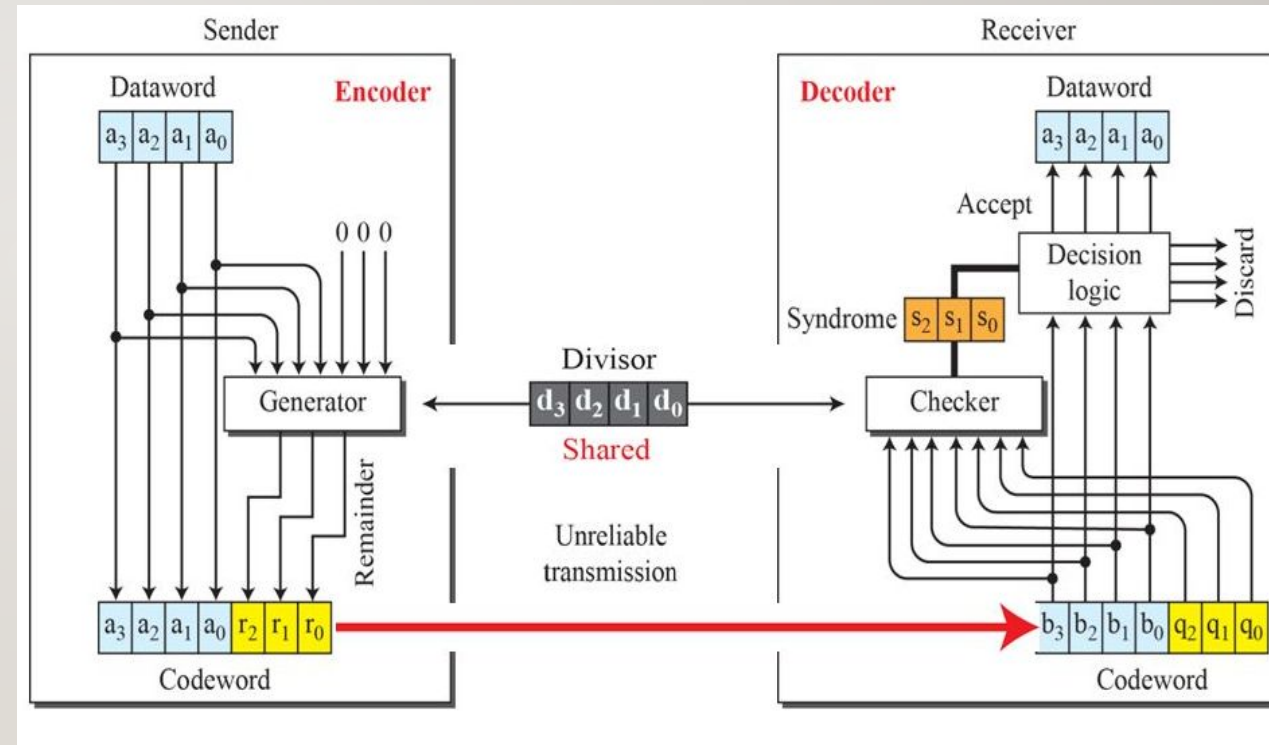 Sender
Dataword
Encoder
a₃ a₂ a₁ a₀
0 0 0
Generator
Remainder
a₃ a₂ a₁ a₀ r₂ r₁ r₀
Codeword
Divisor
d₃ d₂ d₁ d₀
Shared
Unreliable
transmission
Receiver
Decoder
Dataword
a₃ a₂ a₁ a₀
Accept
Decision
logic
Discard
Syndrome s₂ s₁ s₀
Checker
b₃ b₂ b₁ b₀ q₂ q₁ q₀
Codeword